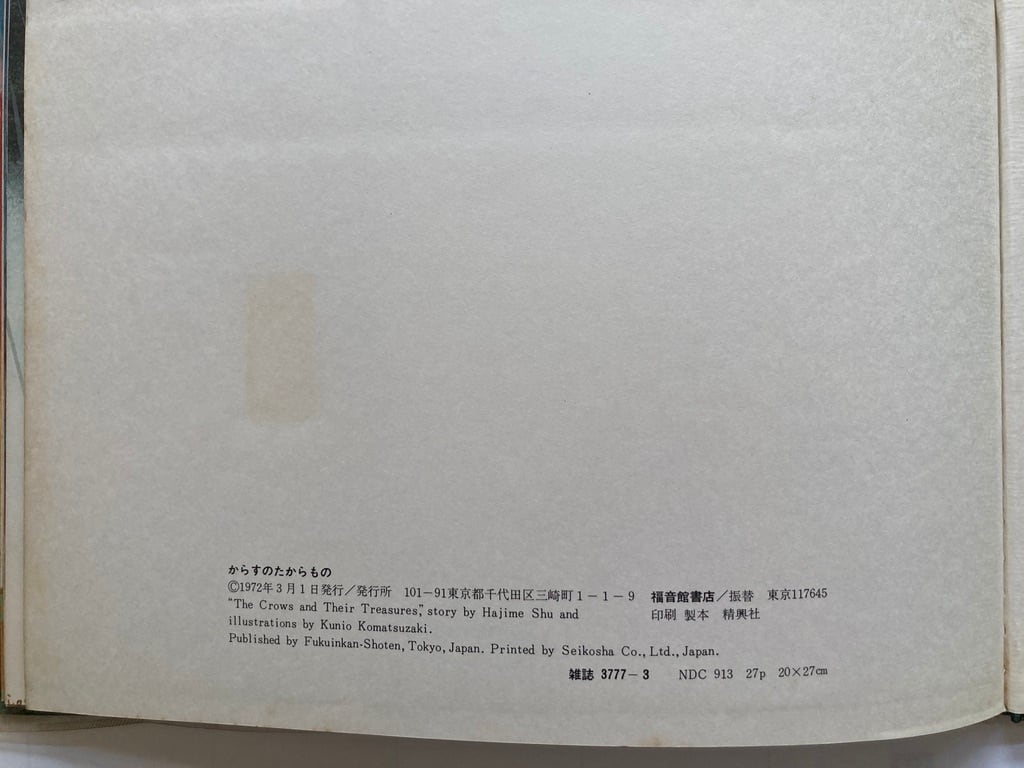 からすのたからもの
©1972年3月1日発行／発行所 101-91東京都千代田区三崎町1-1-9 福音館書店／振替 東京117645
"The Crows and Their Treasures," story by Hajime Shu and 印刷 製本 精興社
illustrations by Kunio Komatsuzaki.
Published by Fukuinkan-Shoten, Tokyo, Japan. Printed by Seikosha Co., Ltd., Japan.
雑誌 3777-3 NDC 913 27p 20×27cm